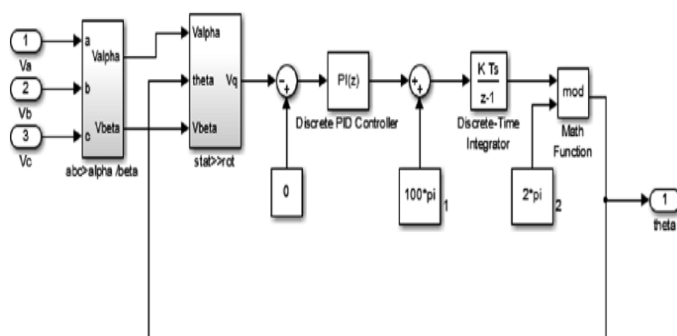 1
Va
2
Vb
3
Vc
a
b
c
Valpha
Vbeta
abc>alpha /beta
Valpha
theta
Vbeta
Vq
stat>>rot
-
+
0
PI(z)
Discrete PID Controller
+
+
100*pi
1
K Ts
z-1
Discrete-Time
Integrator
2*pi
2
mod
Math
Function
1
theta